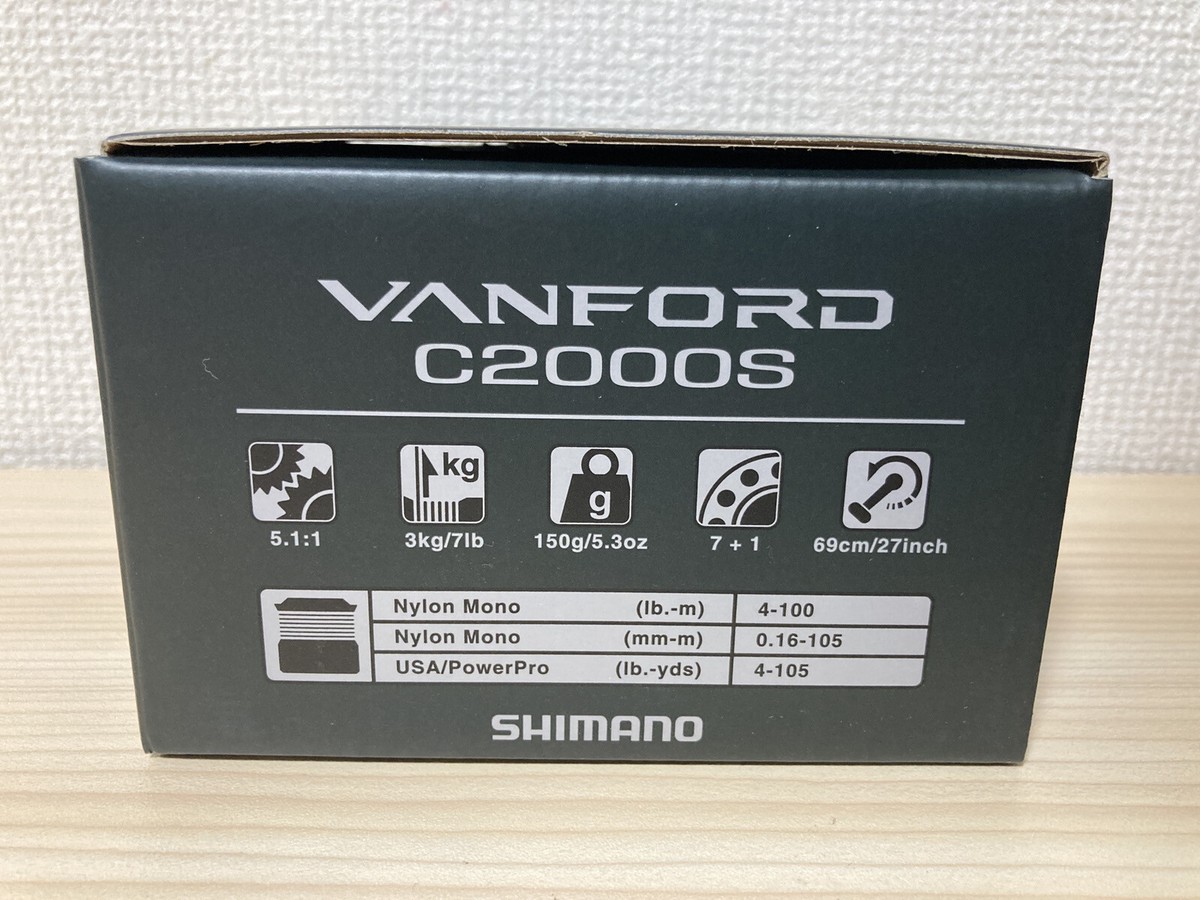 VANFORD
C2000S
kg
g
5.1:1 3kg/7lb 150g/5.3oz 7 + 1 69cm/27inch
Nylon Mono (lb.-m) 4-100
Nylon Mono (mm-m) 0.16-105
USA/PowerPro (lb.-yds) 4-105
SHIMANO